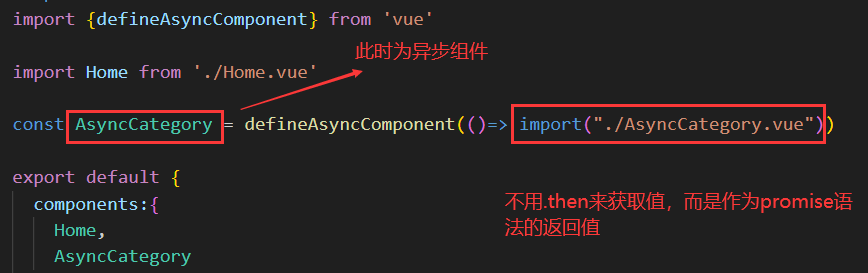 import {defineAsyncComponent} from 'vue'
此时为异步组件
import Home from './Home.vue'
const AsyncCategory = defineAsyncComponent(()=> import("./AsyncCategory.vue"))
export default {
components:{
不用.then来获取值，而是作为promise语
Home,
法的返回值
AsyncCategory